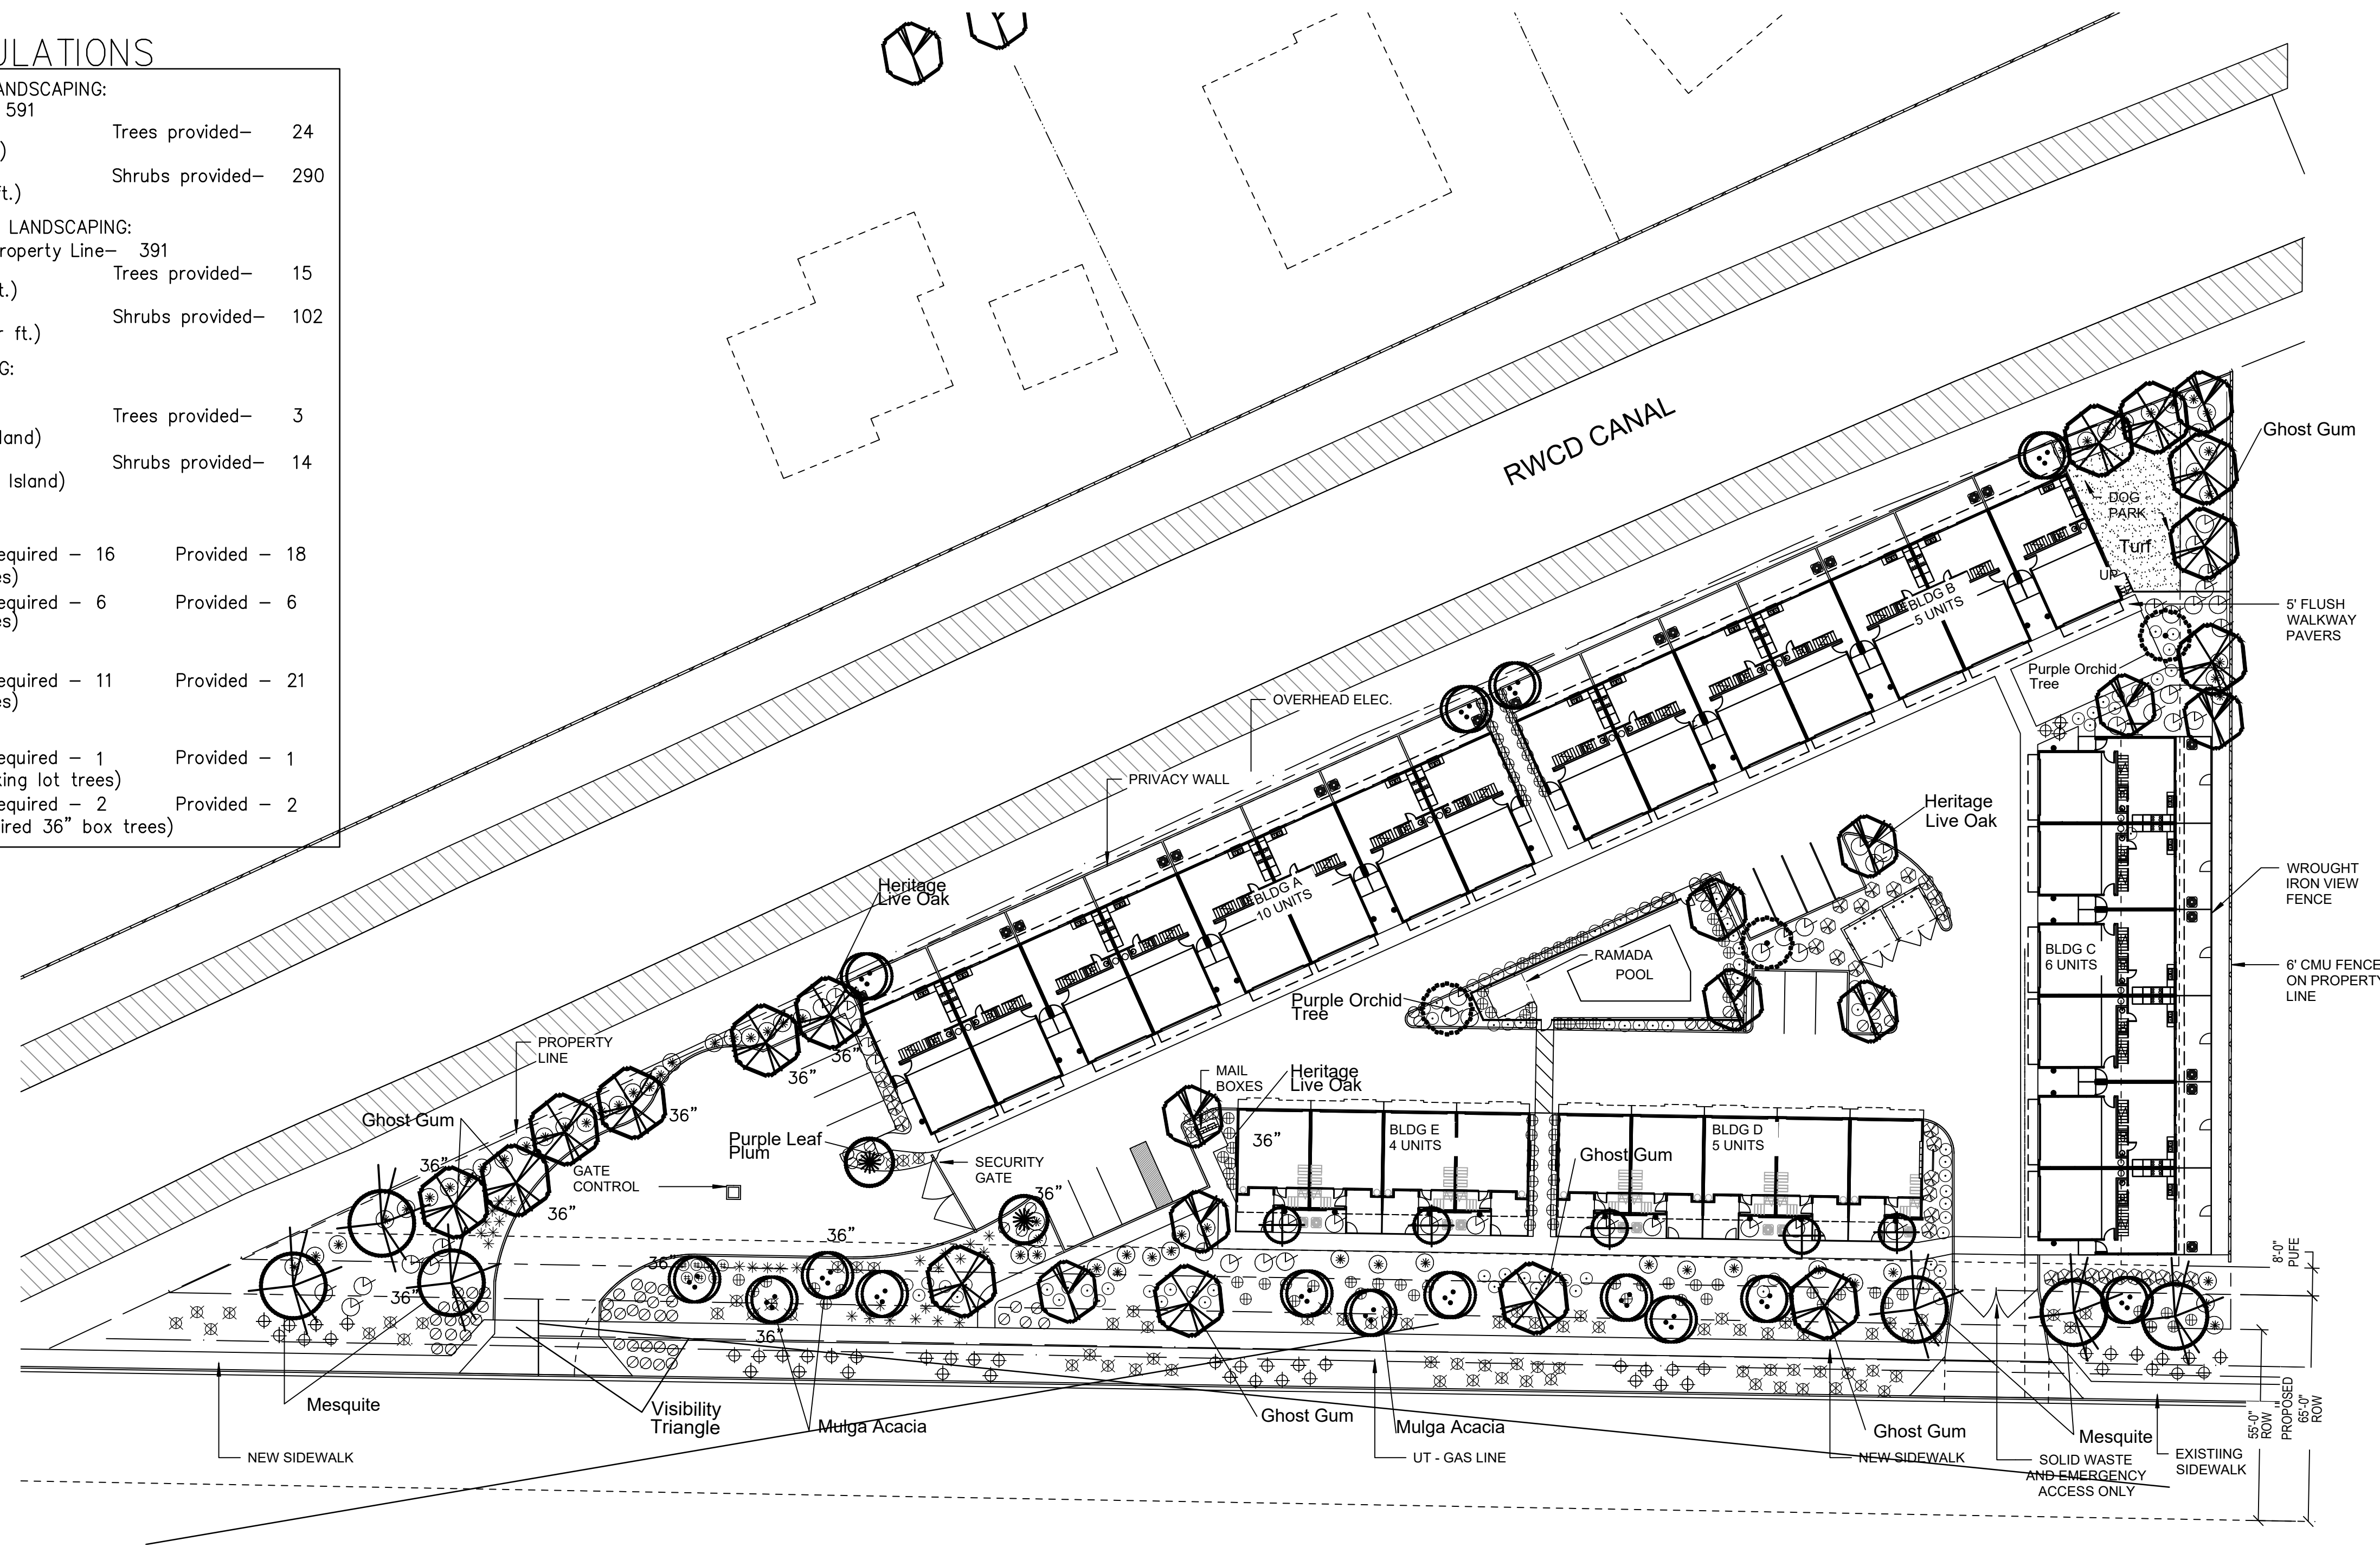 ULATIONS
ANDSCAPING:
591
Trees provided– 24
)
Shrubs provided– 290
ft.)
LANDSCAPING:
roperty Line– 391
Trees provided– 15
t.)
Shrubs provided– 102
r ft.)
G:
Trees provided– 3
land)
Shrubs provided– 14
Island)
equired – 16 Provided – 18
es)
equired – 6 Provided – 6
es)
equired – 11 Provided – 21
es)
equired – 1 Provided – 1
king lot trees)
equired – 2 Provided – 2
ired 36” box trees)
RWCD CANAL
Ghost Gum
DOG
PARK
Turf
UP
5' FLUSH
WALKWAY
PAVERS
BLDG B
5 UNITS
Purple Orchid
Tree
OVERHEAD ELEC.
PRIVACY WALL
Heritage
Live Oak
WROUGHT
IRON VIEW
FENCE
Heritage
Live Oak
BLDG A
10 UNITS
BLDG C
6 UNITS
RAMADA
POOL
6' CMU FENCE
ON PROPERTY
LINE
Purple Orchid
Tree
PROPERTY
LINE
36”
36”
MAIL
BOXES
Heritage
Live Oak
36”
Ghost Gum
Purple Leaf
Plum
BLDG E
4 UNITS
BLDG D
5 UNITS
36”
Ghost Gum
36”
GATE
CONTROL
SECURITY
GATE
36”
36”
36”
36”
36”
36”
8'-0"
PUFE
Mesquite
Visibility
Triangle
Mulga Acacia
Ghost Gum
Mulga Acacia
Ghost Gum
Mesquite
55'-0"
ROW
PROPOSED
65'-0"
ROW
NEW SIDEWALK
UT - GAS LINE
NEW SIDEWALK
SOLID WASTE
AND EMERGENCY
ACCESS ONLY
EXISTIING
SIDEWALK